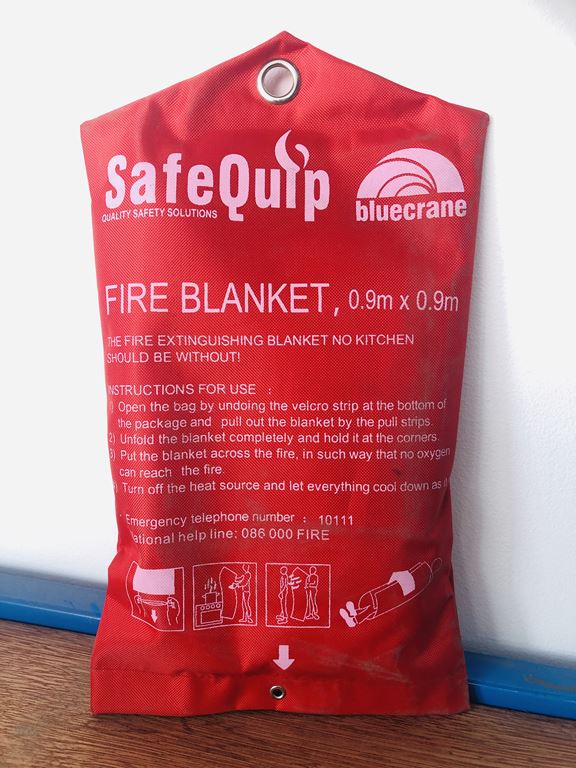 SafeQuip
QUALITY SAFETY SOLUTIONS
bluecrane
FIRE BLANKET, 0.9m x 0.9m
THE FIRE EXTINGUISHING BLANKET NO KITCHEN
SHOULD BE WITHOUT!
INSTRUCTIONS FOR USE :
1) Open the bag by undoing the velcro strip at the bottom of
the package and pull out the blanket by the pull strips.
2) Unfold the blanket completely and hold it at the corners.
3) Put the blanket across the fire, in such way that no oxygen
can reach the fire.
) Turn off the heat source and let everything cool down as
- Emergency telephone number : 10111
ational help line: 086 000 FIRE